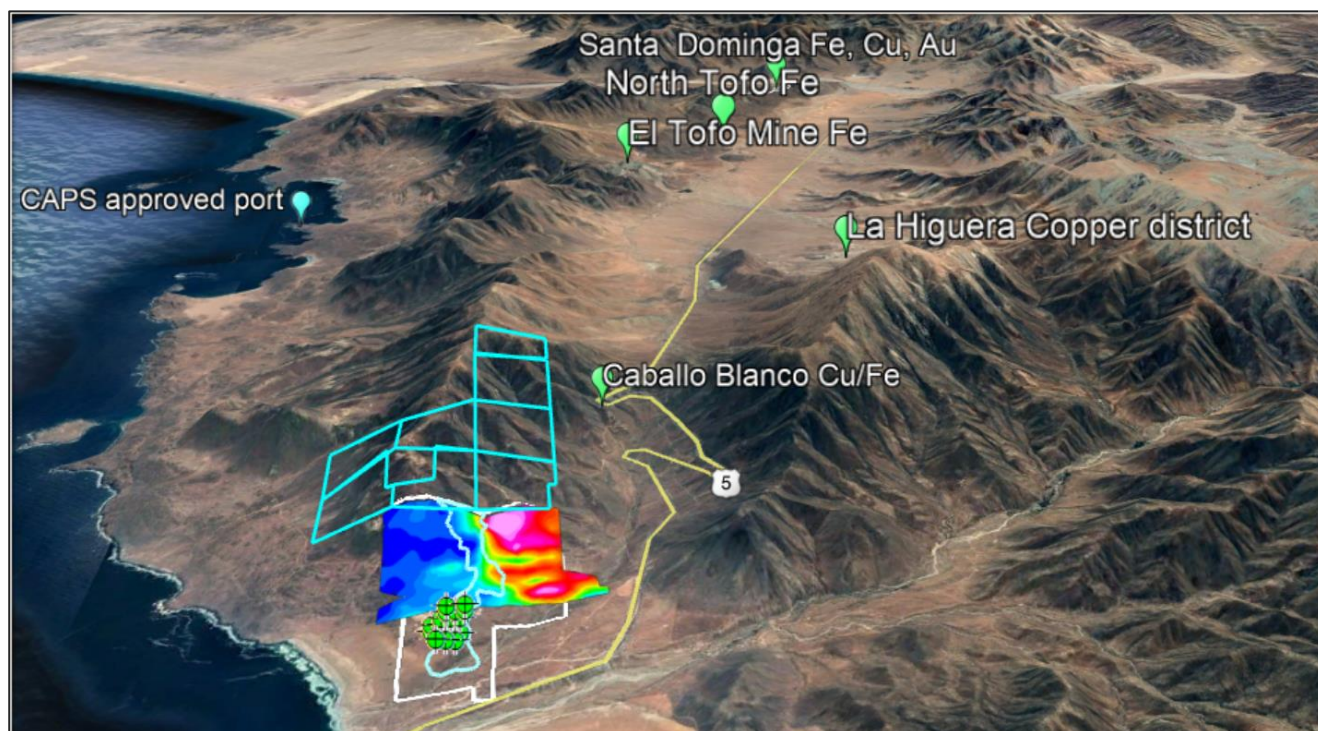 Santa Dominga Fe, Cu, Au
North Tofo Fe
El Tofo Mine Fe
CAPS approved port
La Higuera Copper district
Caballo Blanco Cu/Fe
5